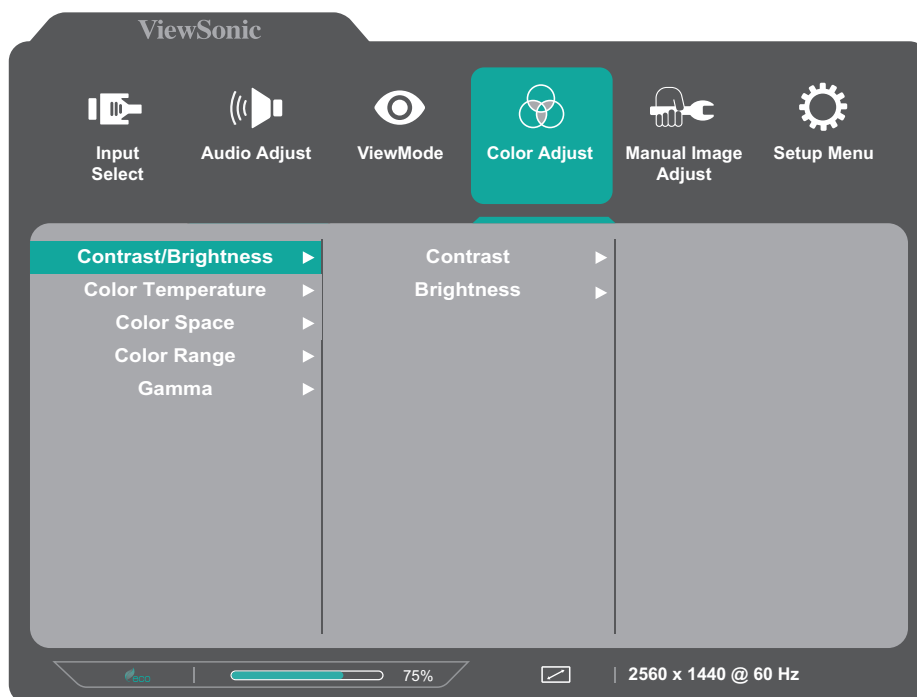 ViewSonic
Input
Select
Audio Adjust
ViewMode
Color Adjust
Manual Image
Adjust
Setup Menu
Contrast/Brightness
Contrast
Color Temperature
Brightness
Color Space
Color Range
Gamma
eco
75%
2560 x 1440 @ 60 Hz